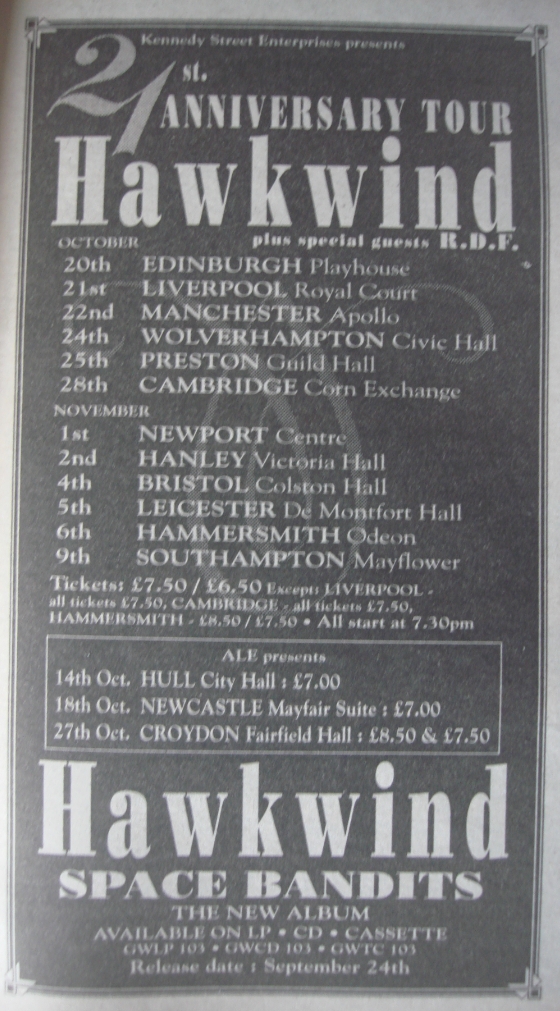 Kennedy Street Enterprises presents
21st.
ANNIVERSARY TOUR
Hawkwind
plus special guests R.D.F.
OCTOBER
20th EDINBURGH Playhouse
21st LIVERPOOL Royal Court
22nd MANCHESTER Apollo
24th WOLVERHAMPTON Civic Hall
25th PRESTON Guild Hall
28th CAMBRIDGE Corn Exchange
NOVEMBER
1st NEWPORT Centre
2nd HANLEY Victoria Hall
4th BRISTOL Colston Hall
5th LEICESTER De Montfort Hall
6th HAMMERSMITH Odeon
9th SOUTHAMPTON Mayflower
Tickets: £7.50 / £6.50 Except: LIVERPOOL -
all tickets £7.50, CAMBRIDGE - all tickets £7.50,
HAMMERSMITH - £8.50 / £7.50 • All start at 7.30pm
ALE presents
14th Oct. HULL City Hall : £7.00
18th Oct. NEWCASTLE Mayfair Suite : £7.00
27th Oct. CROYDON Fairfield Hall : £8.50 & £7.50
Hawkwind
SPACE BANDITS
THE NEW ALBUM
AVAILABLE ON LP • CD • CASSETTE
GWLP 103 • GWCD 103 • GWTC 103
Release date : September 24th